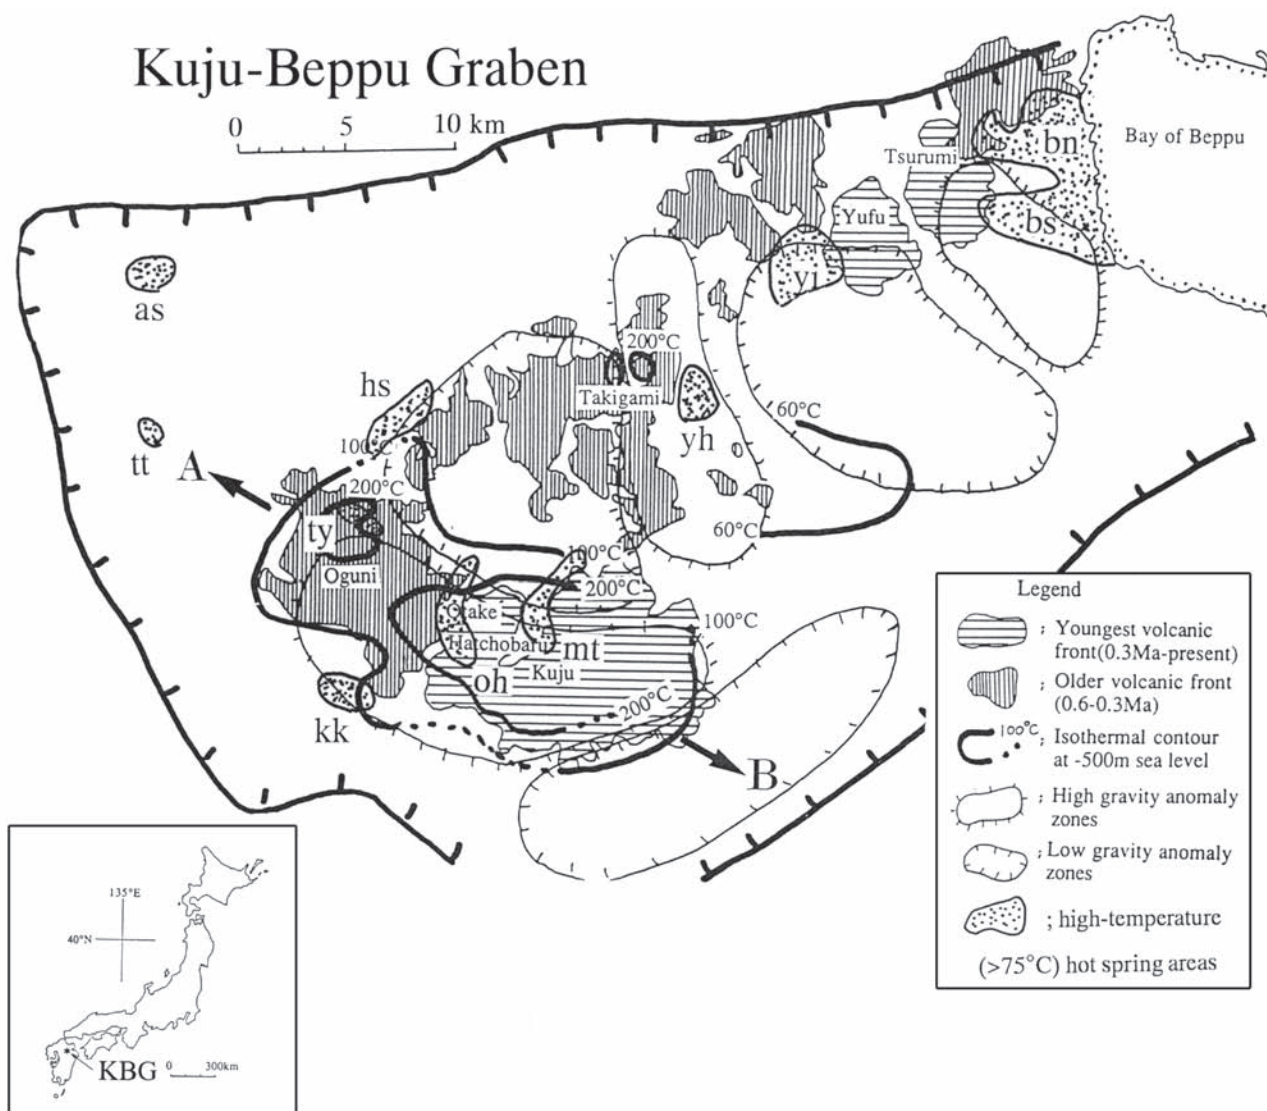 Kuju-Beppu Graben
0 5 10 km
Bay of Beppu
bn
Tsurumi
bs
Yufu
yi
as
200°C
hs
Takigami
yh
60°C
tt
100°C
A
200°C
ty
60°C
100°C
Oguni
200°C
Otake
100°C
Hatchobaru
mt
Kuju
oh
200°C
kk
B
Legend
; Youngest volcanic
front(0.3Ma-present)
; Older volcanic front
(0.6-0.3Ma)
100°C
; Isothermal contour
at -500m sea level
; High gravity anomaly
zones
; Low gravity anomaly
zones
; high-temperature
(>75°C) hot spring areas
135°E
40°N
KBG
0 300km